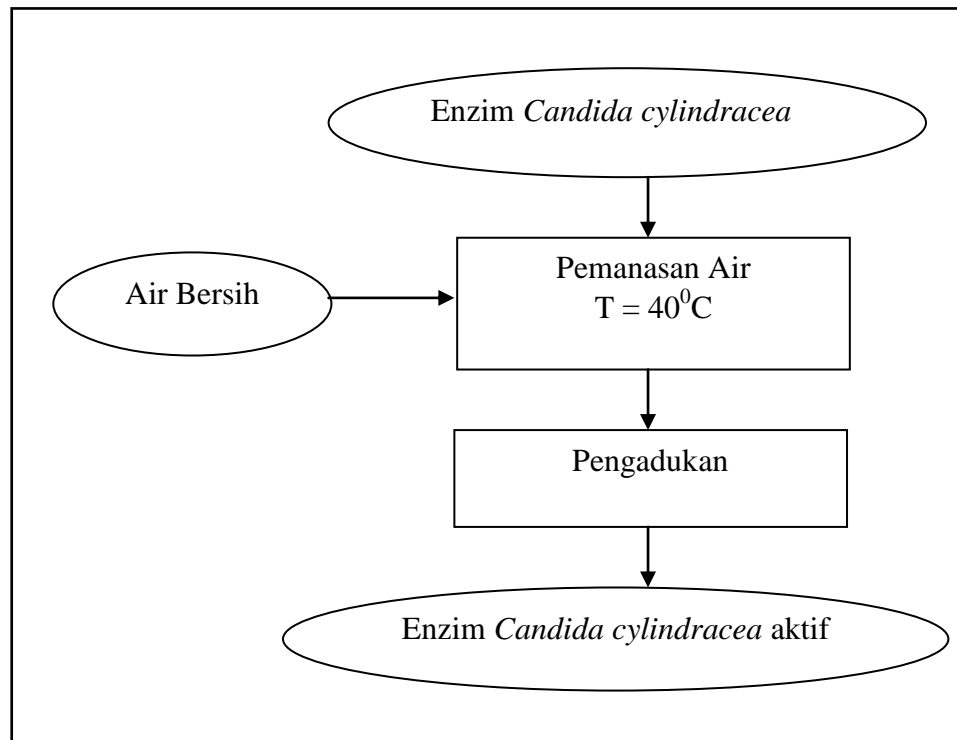 Enzim Candida cylindracea
Air Bersih
Pemanasan Air
T = 40⁰C
Pengadukan
Enzim Candida cylindracea aktif